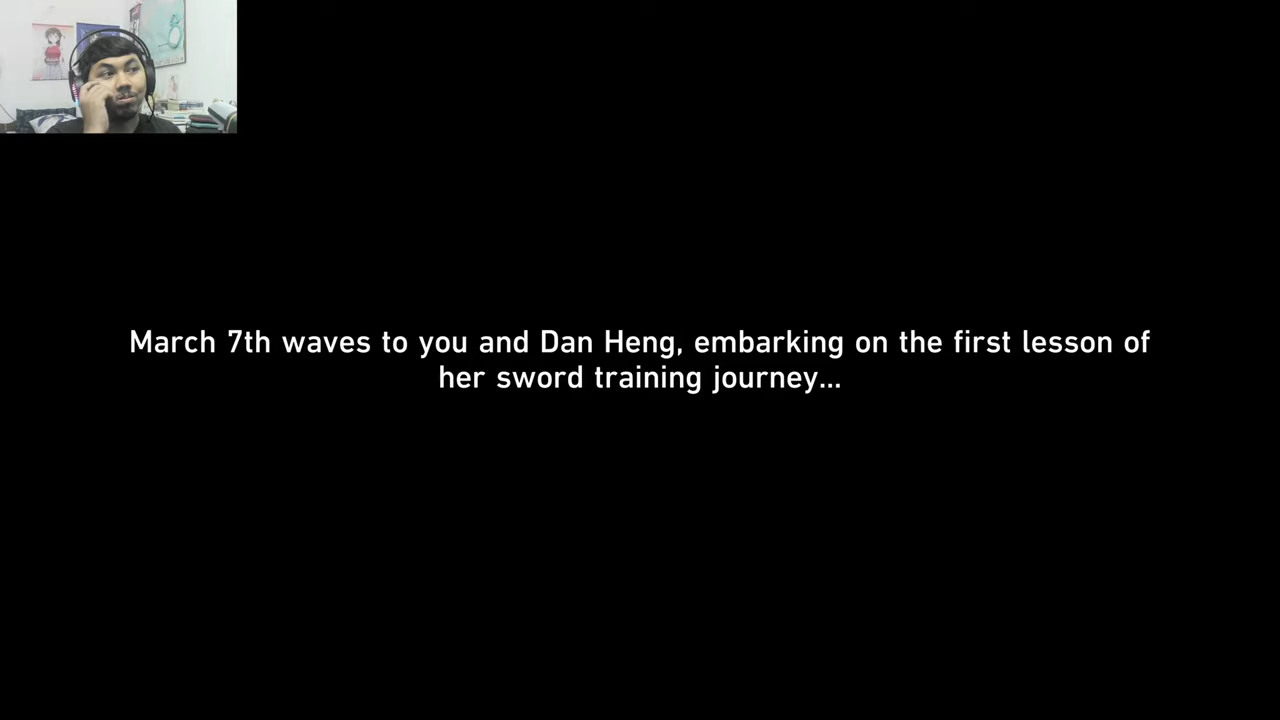 March 7th waves to you and Dan Heng, embarking on the first lesson of
her sword training journey...